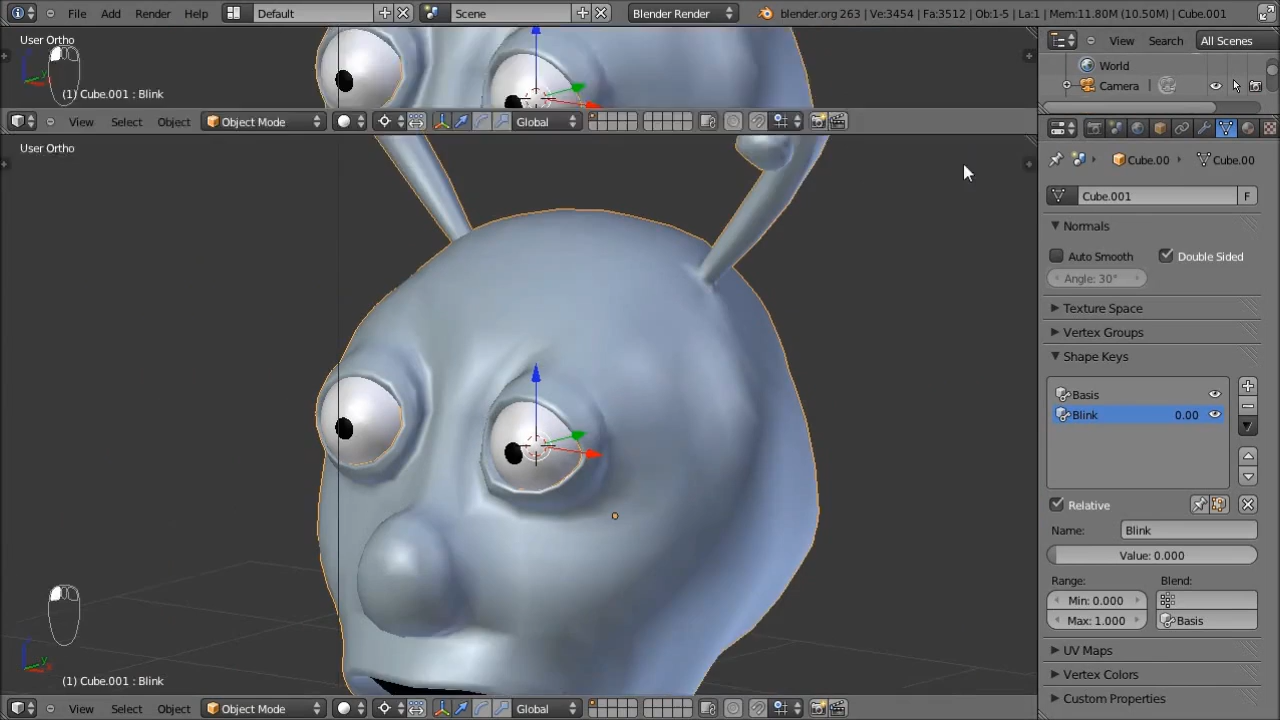 File Add Render Help Default Scene Blender Render blender.org 263 | Ve:3454 | Fa:3512 | Ob:1-5 | La:1 | Mem:11.80M (10.50M) | Cube.001
User Ortho
(1) Cube.001 : Blink
View Select Object Object Mode Global
User Ortho
(1) Cube.001 : Blink
View Select Object Object Mode Global
View Search All Scenes
World
Camera
Cube.00 Cube.00
Cube.001 F
Normals
Auto Smooth Double Sided
Angle: 30°
Texture Space
Vertex Groups
Shape Keys
Basis
Blink 0.00
Relative
Name: Blink
Value: 0.000
Range: Blend:
Min: 0.000
Max: 1.000 Basis
UV Maps
Vertex Colors
Custom Properties